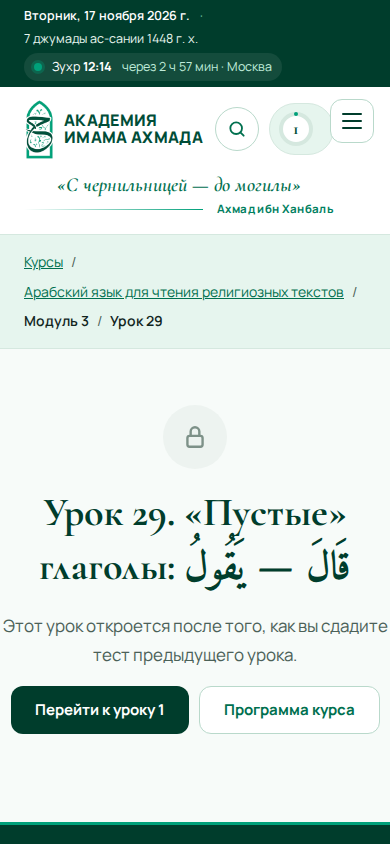 Вторник, 17 ноября 2026 г. ·
7 джумады ас-сании 1448 г. х.
Зухр 12:14 через 2 ч 57 мин · Москва
АКАДЕМИЯ
ИМАМА АХМАДА
1
«С чернильницей — до могилы»
Ахмад ибн Ханбаль
Курсы /
Арабский язык для чтения религиозных текстов /
Модуль 3 / Урок 29
Урок 29. «Пустые»
глаголы: قَالَ — يَقُولُ
Этот урок откроется после того, как вы сдадите
тест предыдущего урока.
Перейти к уроку 1
Программа курса